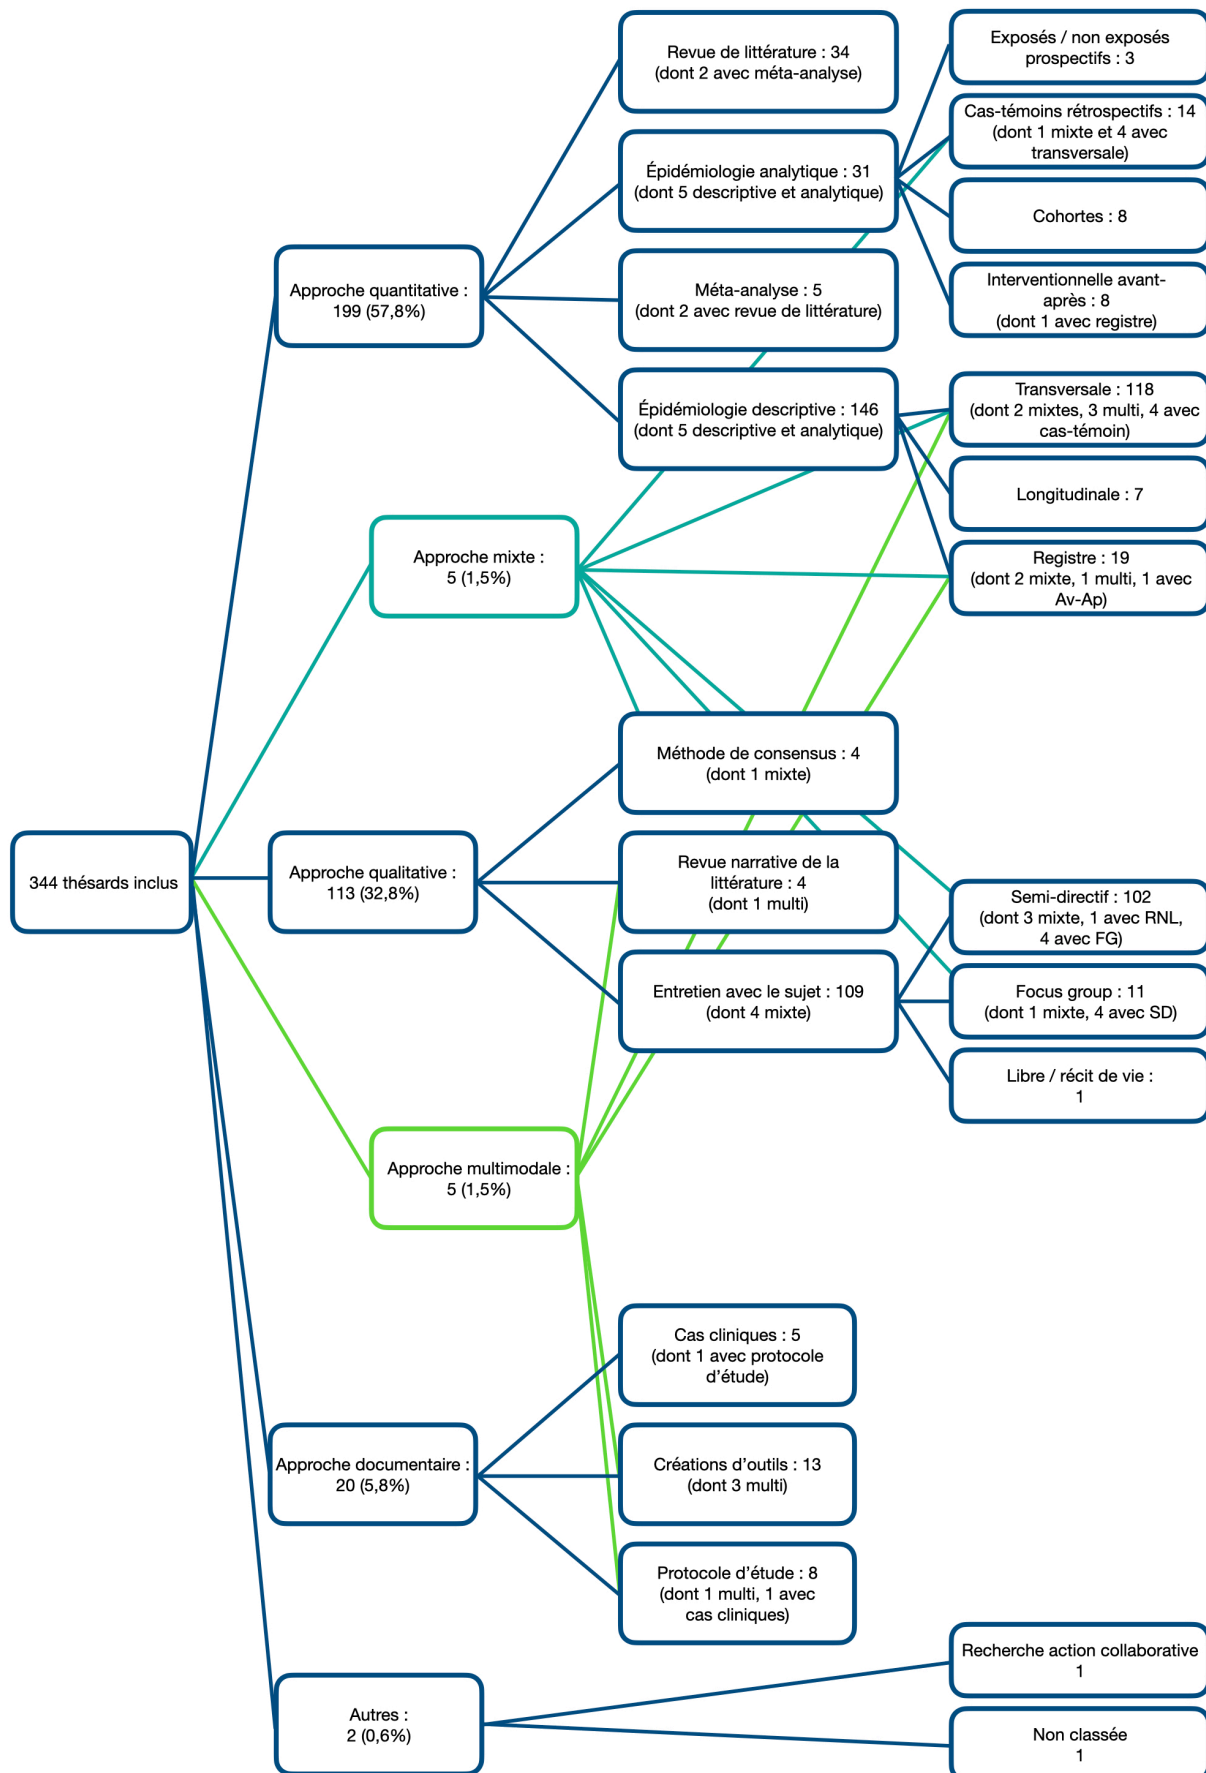 344 thésards inclus
Approche quantitative :
199 (57,8%)
Revue de littérature : 34
(dont 2 avec méta-analyse)
Épidémiologie analytique : 31
(dont 5 descriptive et analytique)
Exposés / non exposés
prospectifs : 3
Cas-témoins rétrospectifs : 14
(dont 1 mixte et 4 avec
transversale)
Cohortes : 8
Interventionnelle avant-
après : 8
(dont 1 avec registre)
Méta-analyse : 5
(dont 2 avec revue de littérature)
Épidémiologie descriptive : 146
(dont 5 descriptive et analytique)
Transversale : 118
(dont 2 mixtes, 3 multi, 4 avec
cas-témoin)
Longitudinale : 7
Registre : 19
(dont 2 mixte, 1 multi, 1 avec
Av-Ap)
Approche mixte :
5 (1,5%)
Approche qualitative :
113 (32,8%)
Méthode de consensus : 4
(dont 1 mixte)
Revue narrative de la
littérature : 4
(dont 1 multi)
Entretien avec le sujet : 109
(dont 4 mixte)
Semi-directif : 102
(dont 3 mixte, 1 avec RNL,
4 avec FG)
Focus group : 11
(dont 1 mixte, 4 avec SD)
Libre / récit de vie :
1
Approche multimodale :
5 (1,5%)
Approche documentaire :
20 (5,8%)
Cas cliniques : 5
(dont 1 avec protocole
d'étude)
Créations d'outils : 13
(dont 3 multi)
Protocole d'étude : 8
(dont 1 multi, 1 avec
cas cliniques)
Autres :
2 (0,6%)
Recherche action collaborative
1
Non classée
1